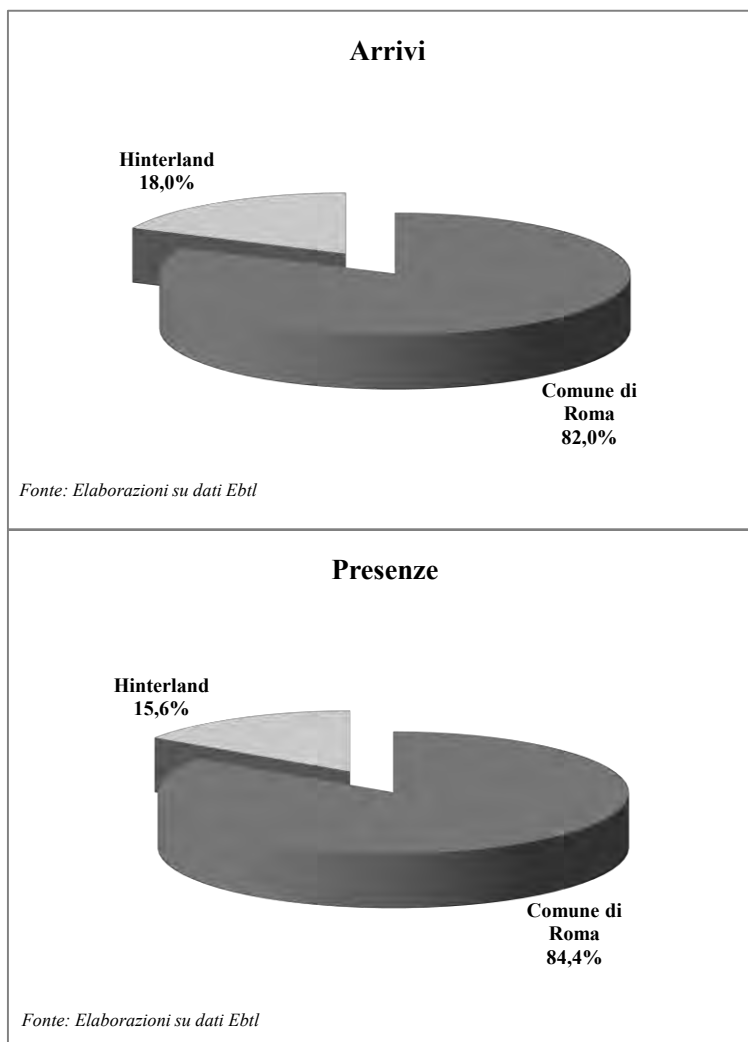 Arrivi
Hinterland
18,0%
Comune di
Roma
82,0%
Fonte: Elaborazioni su dati Ebtl
Presenze
Hinterland
15,6%
Comune di
Roma
84,4%
Fonte: Elaborazioni su dati Ebtl